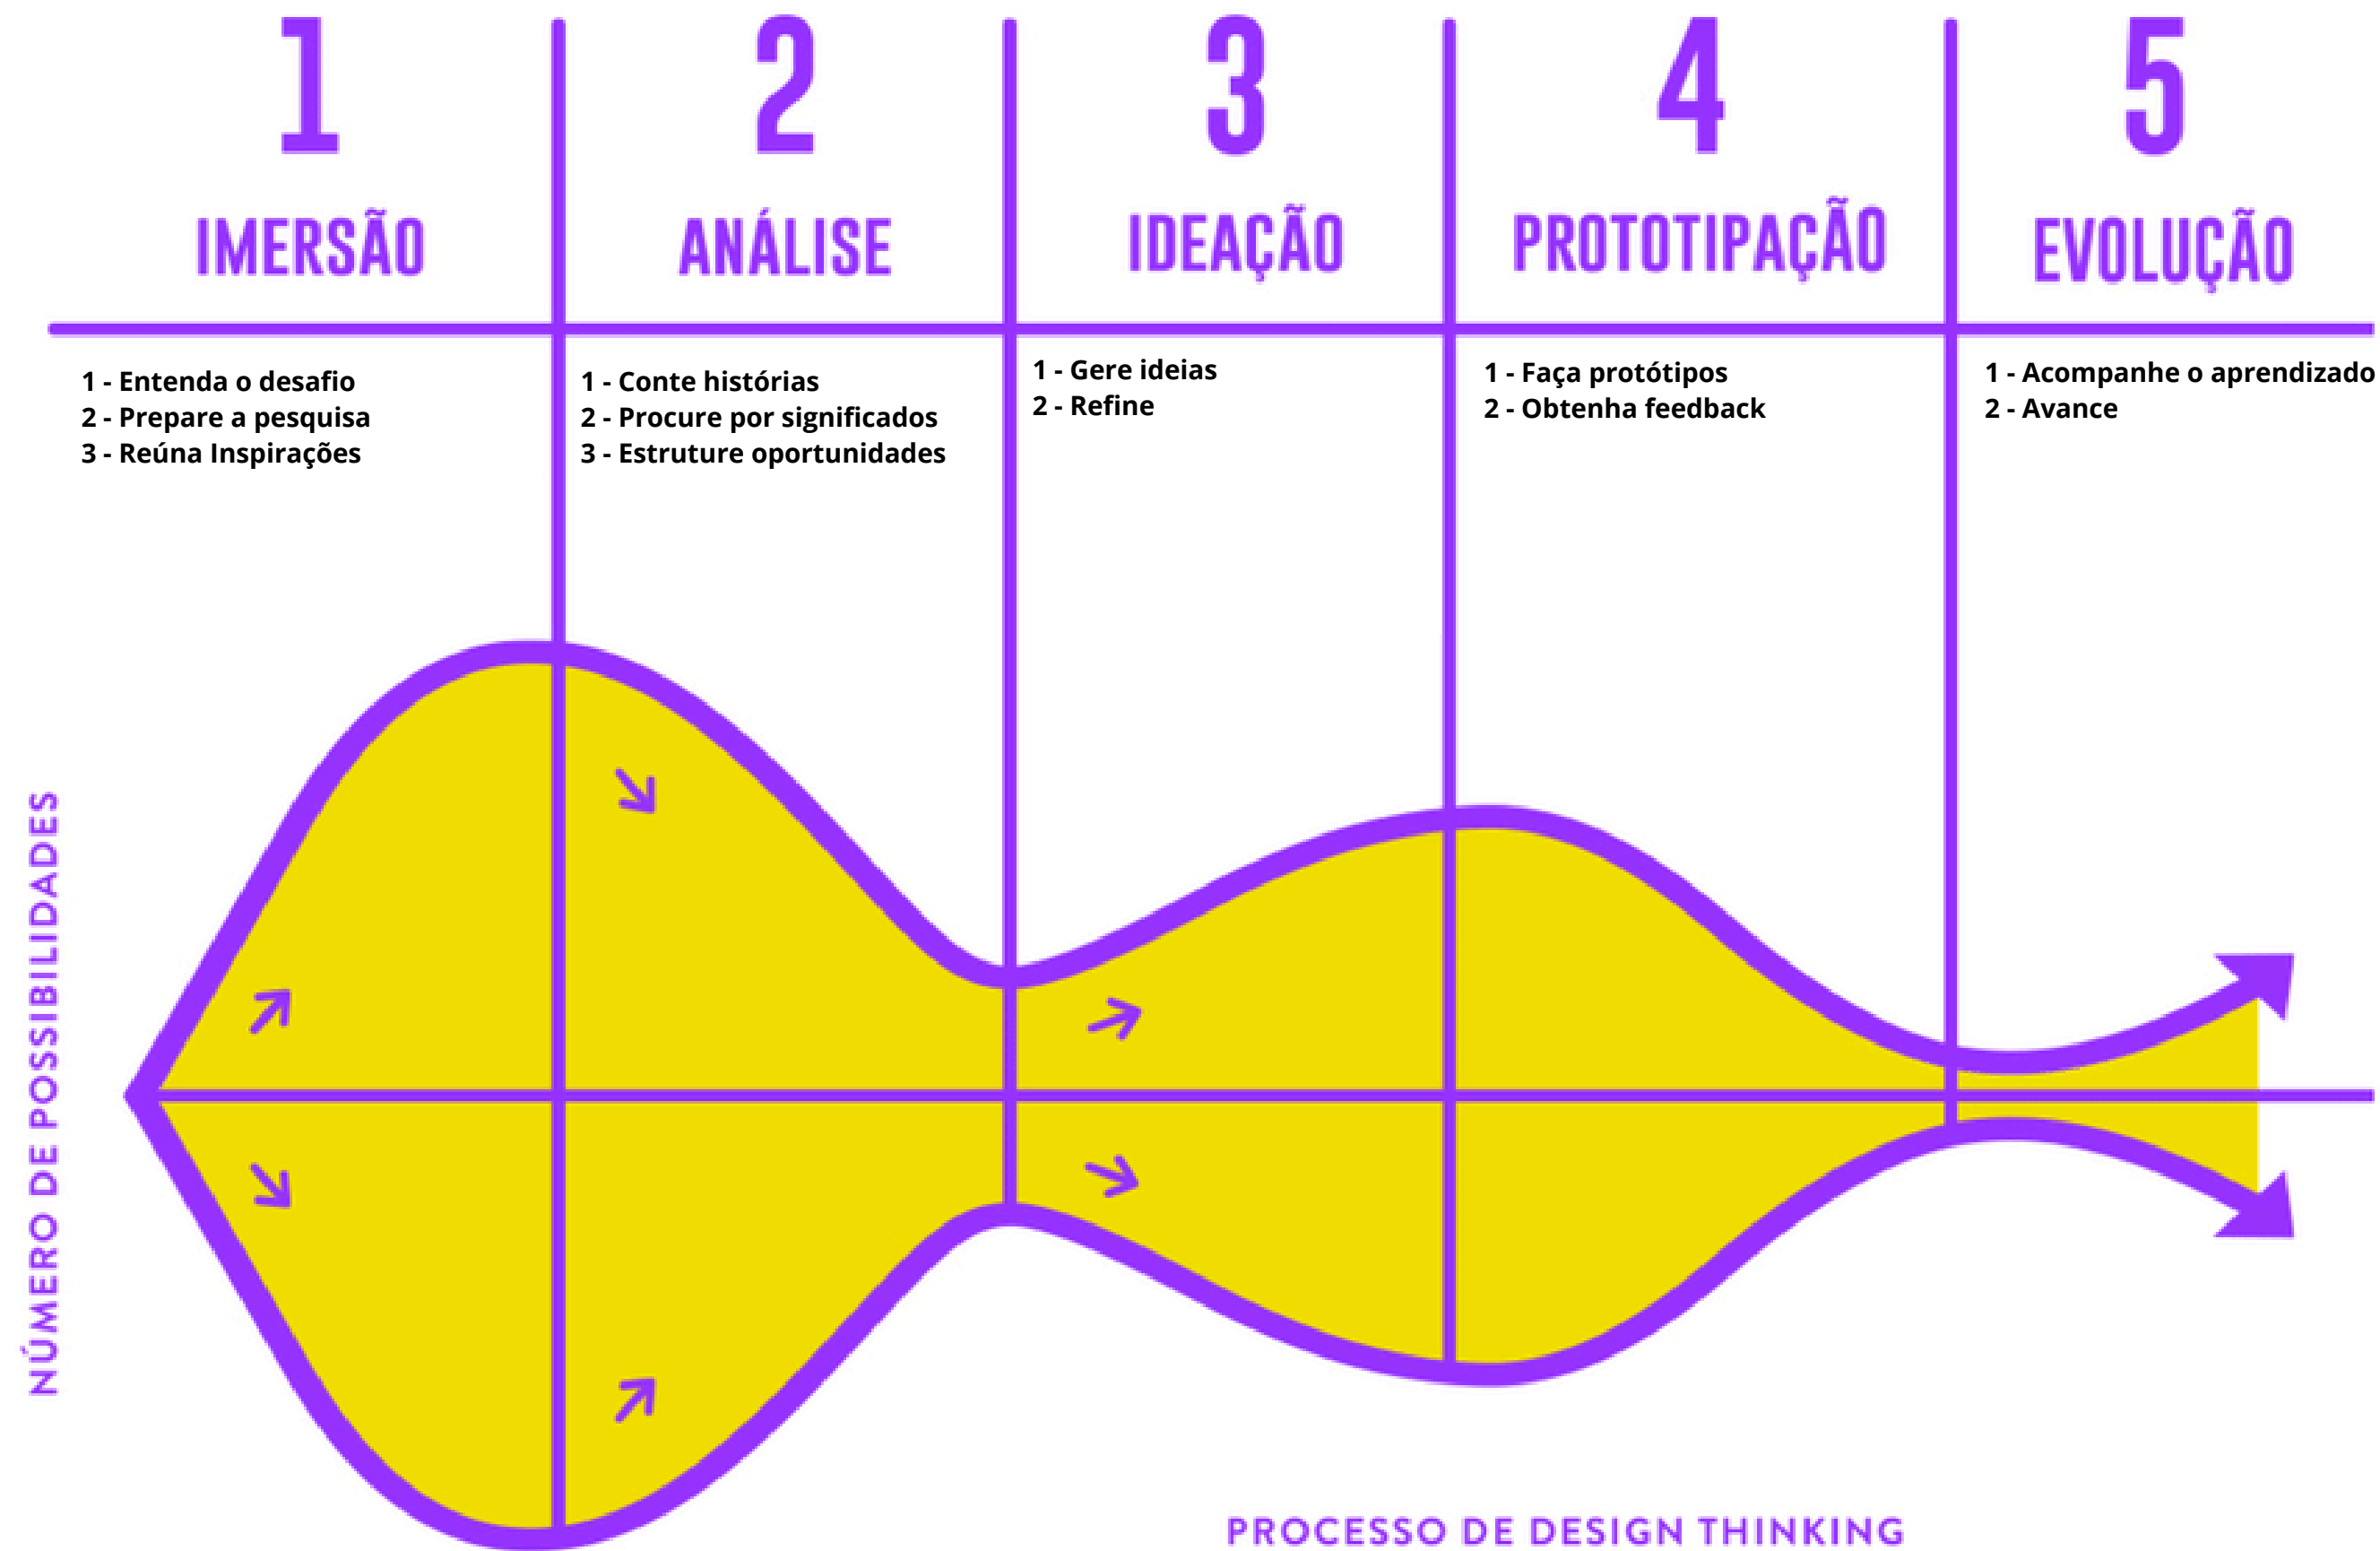 1
IMERSÃO
1 - Entenda o desafio
2 - Prepare a pesquisa
3 - Reúna Inspirações
2
ANÁLISE
1 - Conte histórias
2 - Procure por significados
3 - Estruture oportunidades
3
IDEAÇÃO
1 - Gere ideias
2 - Refine
4
PROTOTIPAÇÃO
1 - Faça protótipos
2 - Obtenha feedback
5
EVOLUÇÃO
1 - Acompanhe o aprendizado
2 - Avance
NÚMERO DE POSSIBILIDADES
PROCESSO DE DESIGN THINKING